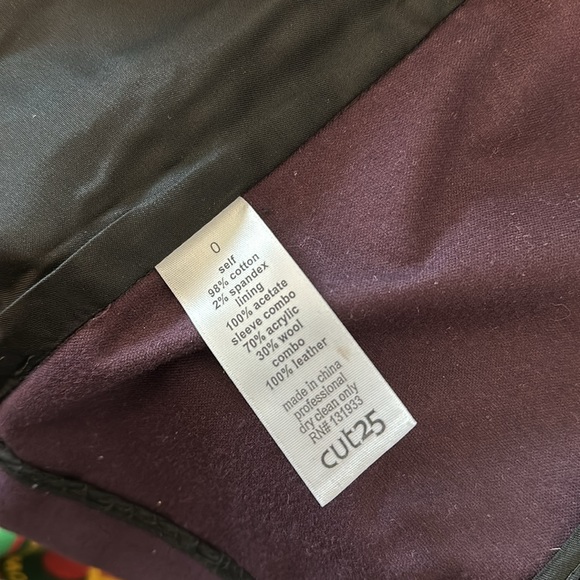 0
self
98% cotton
2% spandex
lining
100% acetate
sleeve combo
70% acrylic
30% wool
combo
100% leather
made in china
professional
dry clean only
RN# 131933
cut25